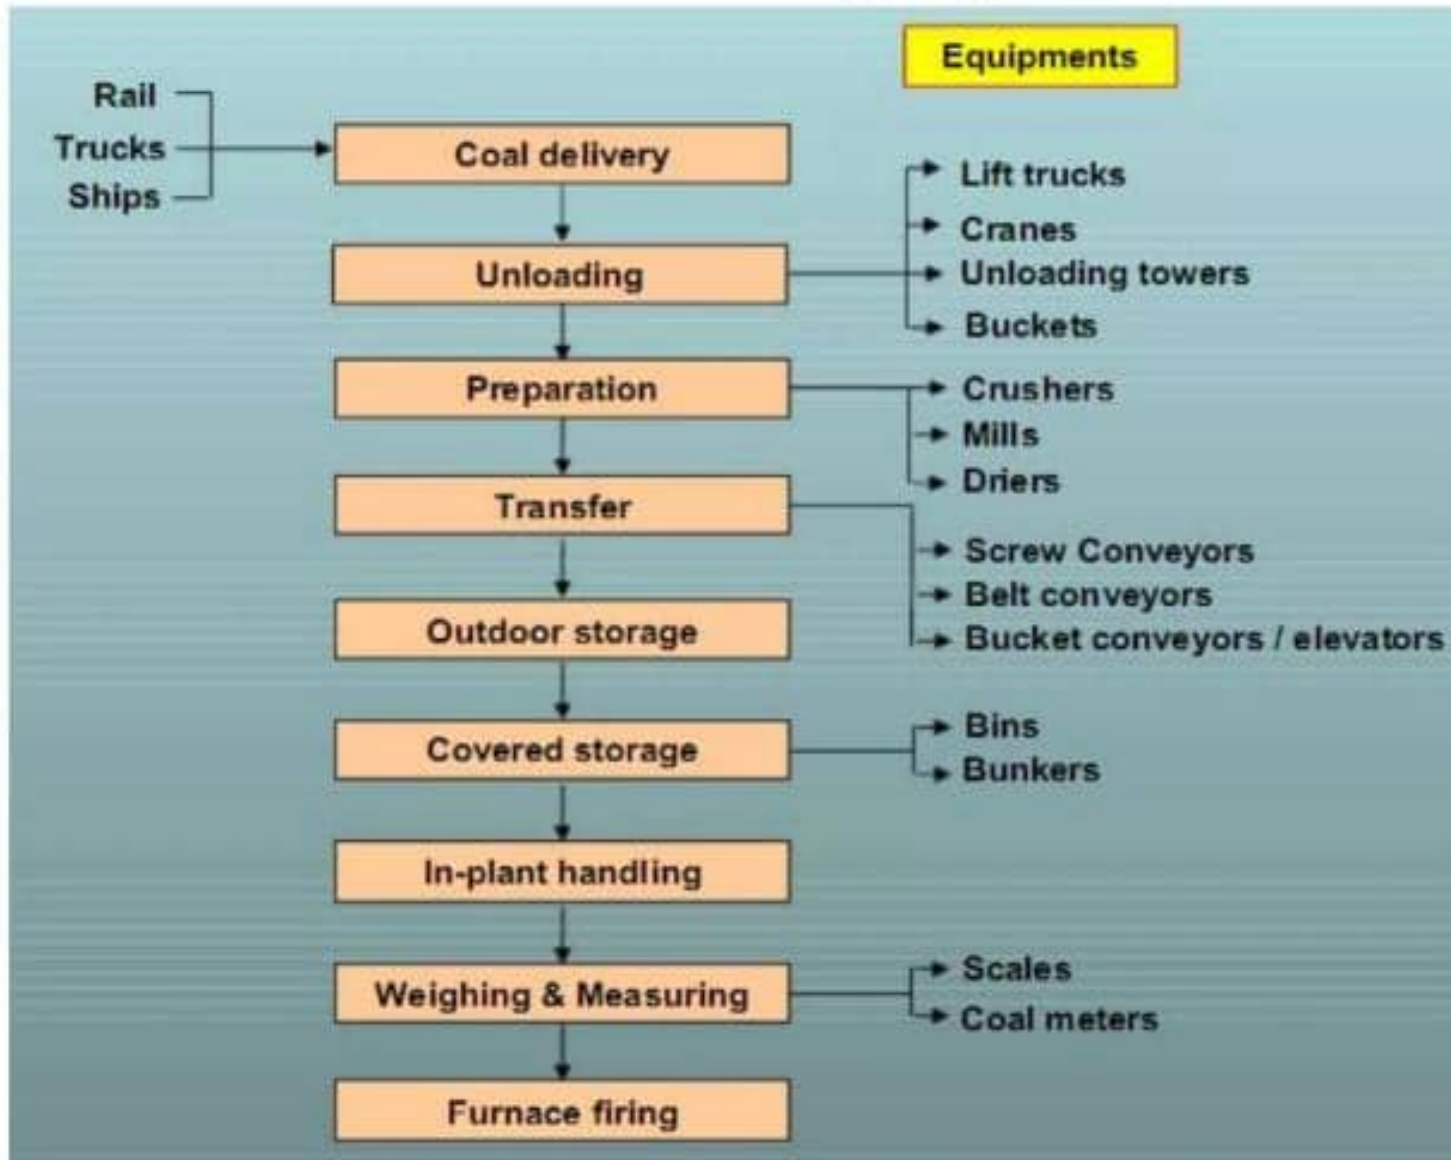 Equipments
Rail
Trucks
Ships
Coal delivery
Lift trucks
Cranes
Unloading
Unloading towers
Buckets
Preparation
Crushers
Mills
Driers
Transfer
Screw Conveyors
Belt conveyors
Bucket conveyors / elevators
Outdoor storage
Covered storage
Bins
Bunkers
In-plant handling
Weighing & Measuring
Scales
Coal meters
Furnace firing